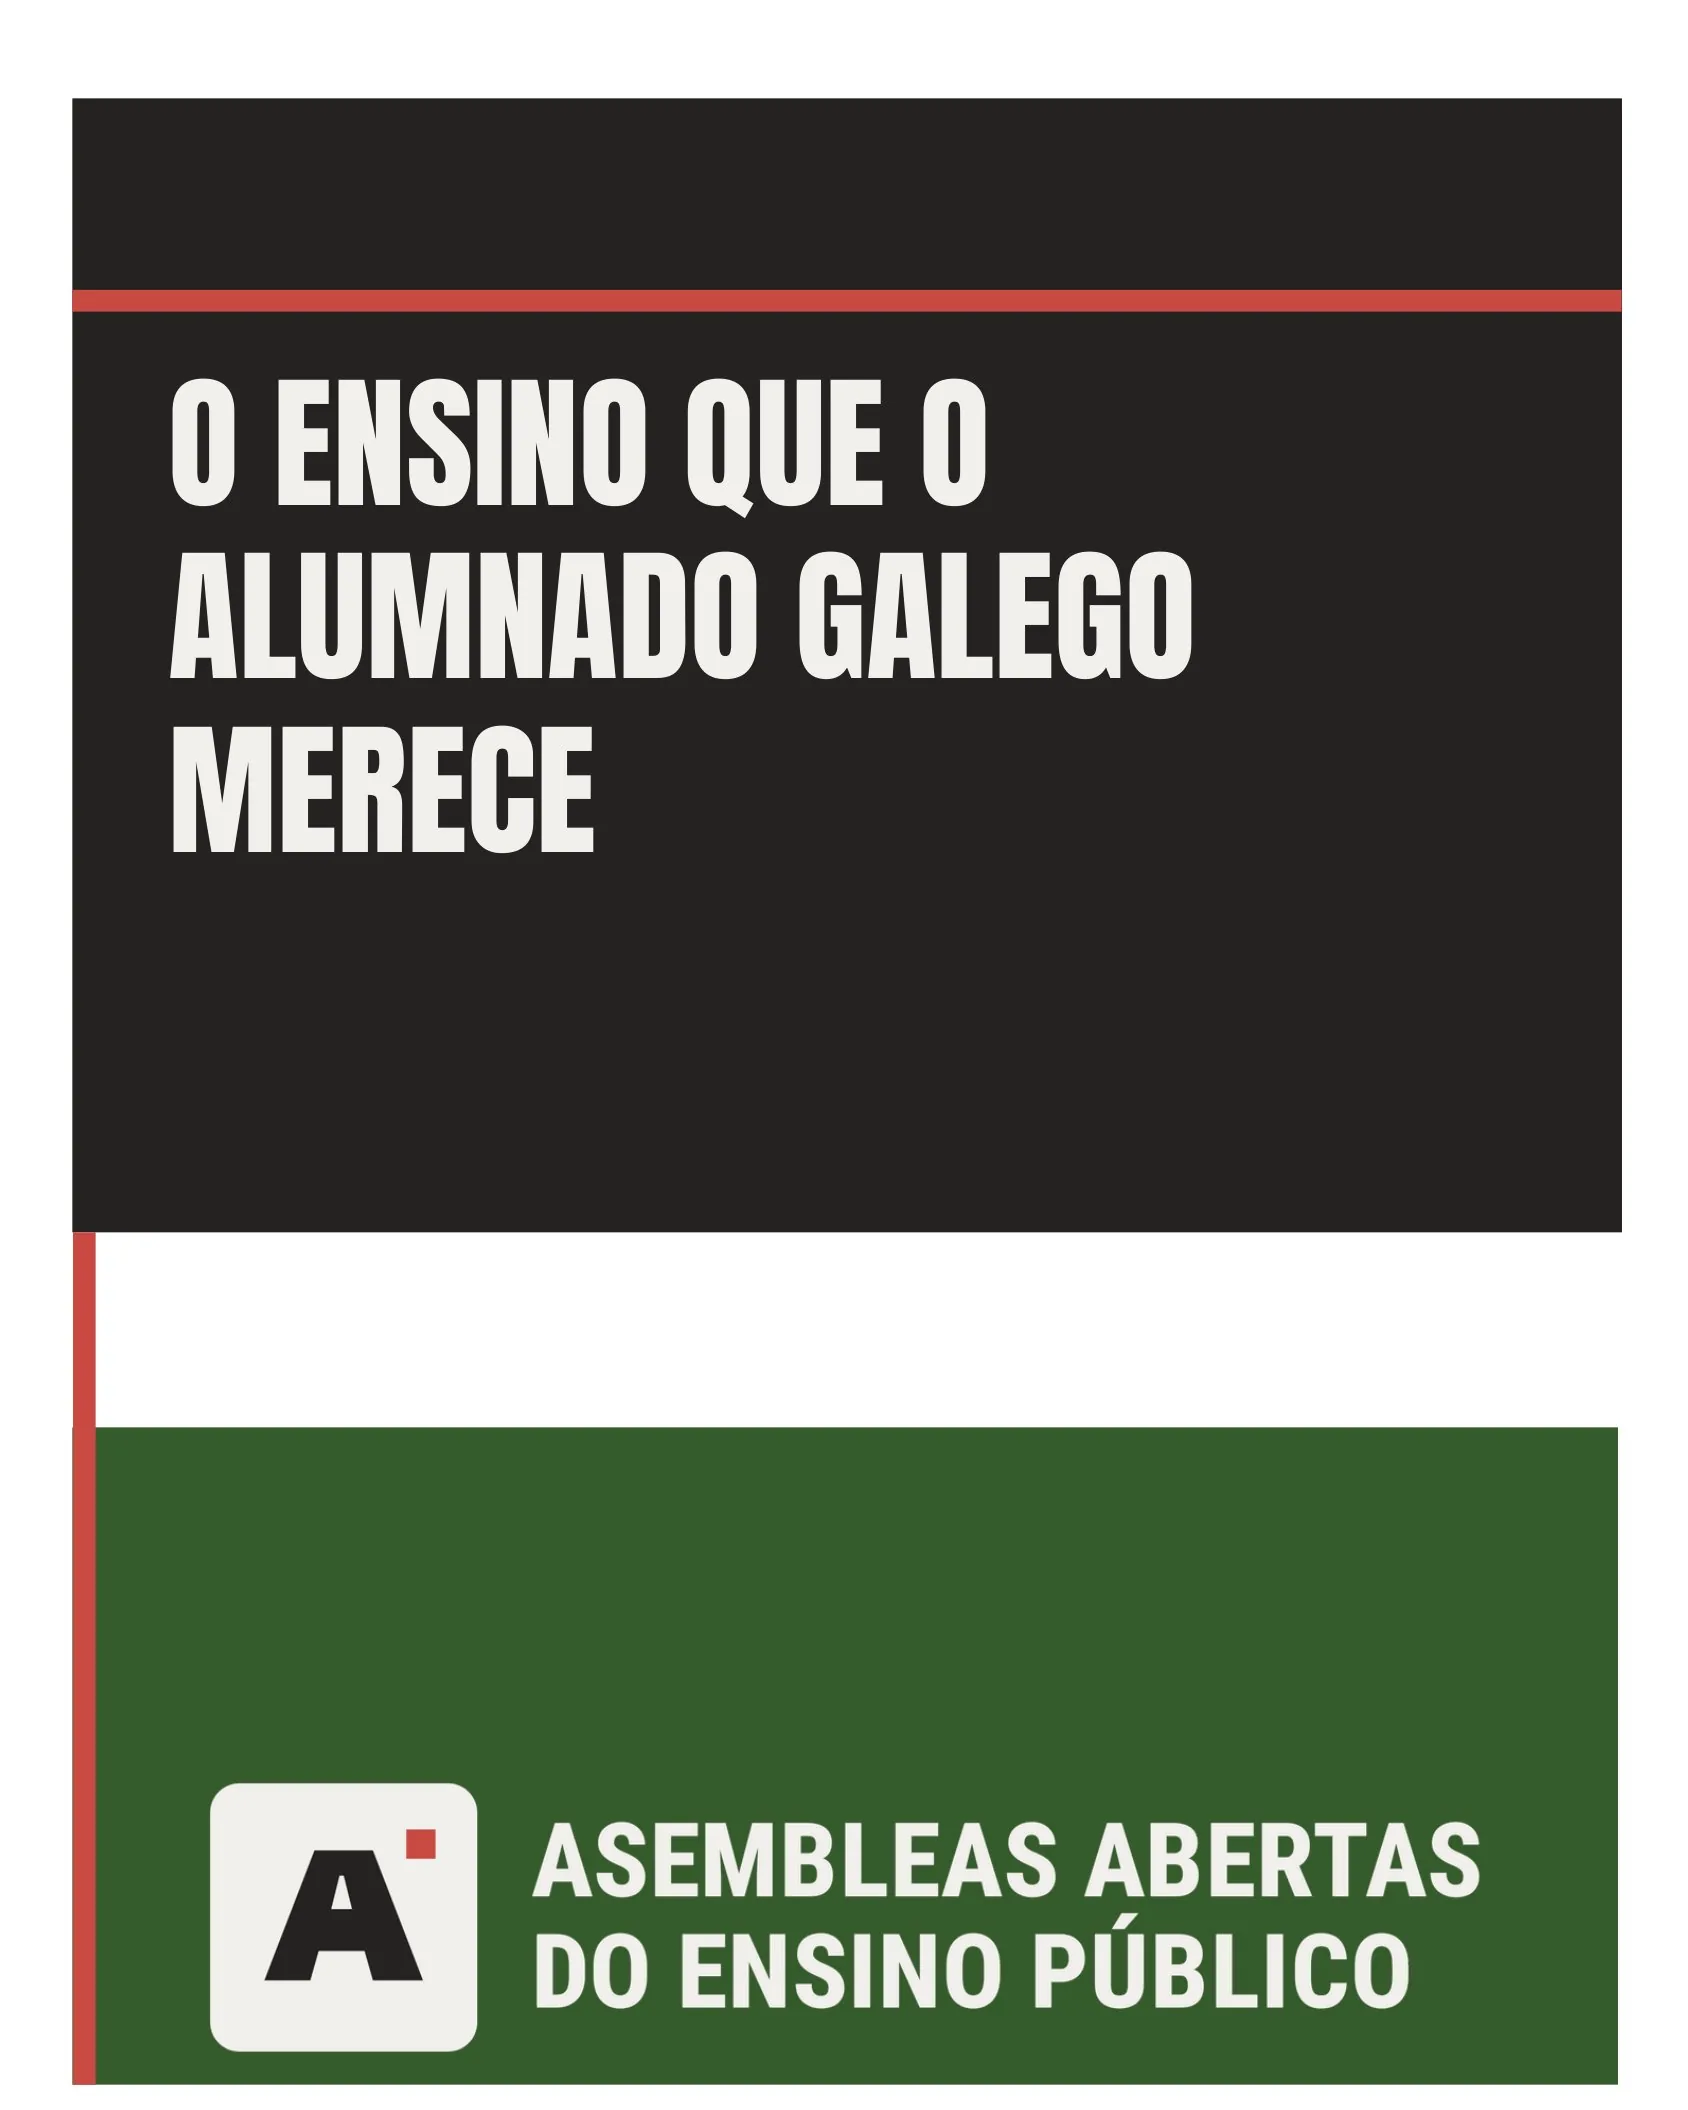 O ENSINO QUE O
ALUMNADO GALEGO
MERECE
A
ASEMBLEAS ABERTAS
DO ENSINO PÚBLICO